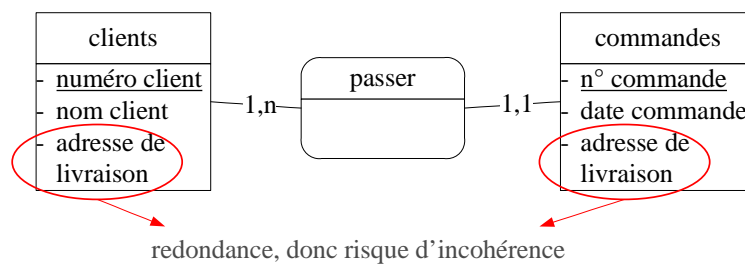 clients
- numéro client
- nom client
- adresse de
livraison
1,n
passer
1,1
commandes
- n° commande
- date commande
- adresse de
livraison
redondance, donc risque d’incohérence